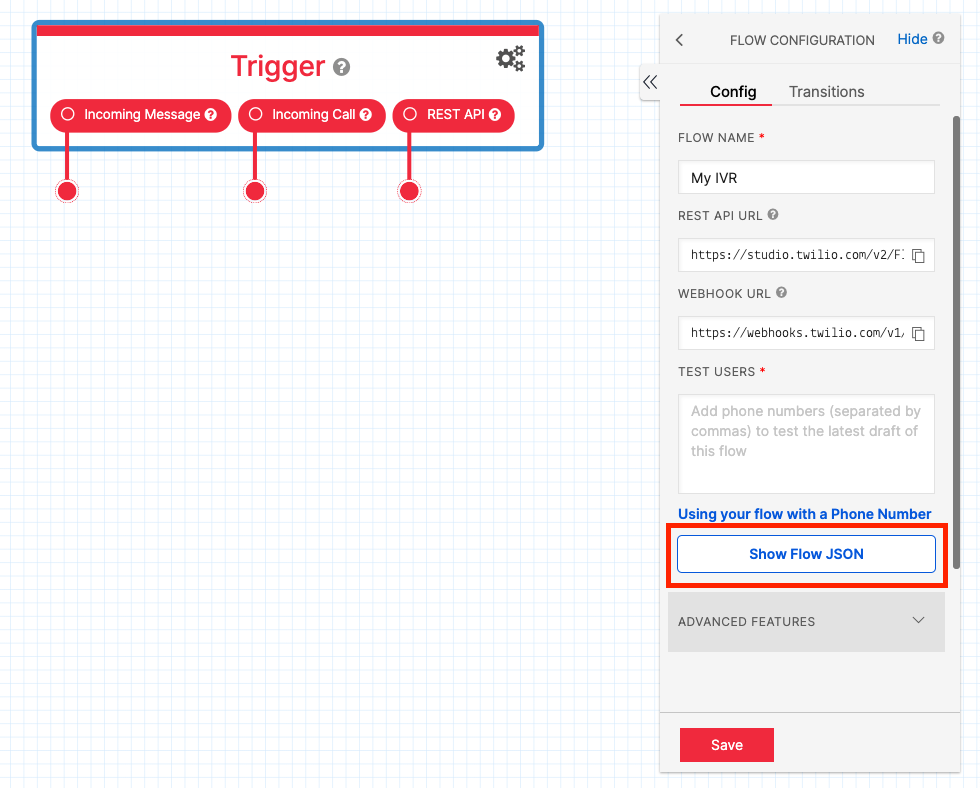 Trigger ?
Incoming Message ?
Incoming Call ?
REST API ?
FLOW CONFIGURATION
Hide ?
Config
Transitions
FLOW NAME *
My IVR
REST API URL ?
https://studio.twilio.com/v2/Fl
WEBHOOK URL ?
https://webhooks.twilio.com/v1/
TEST USERS *
Add phone numbers (separated by
commas) to test the latest draft of
this flow
Using your flow with a Phone Number
Show Flow JSON
ADVANCED FEATURES
Save